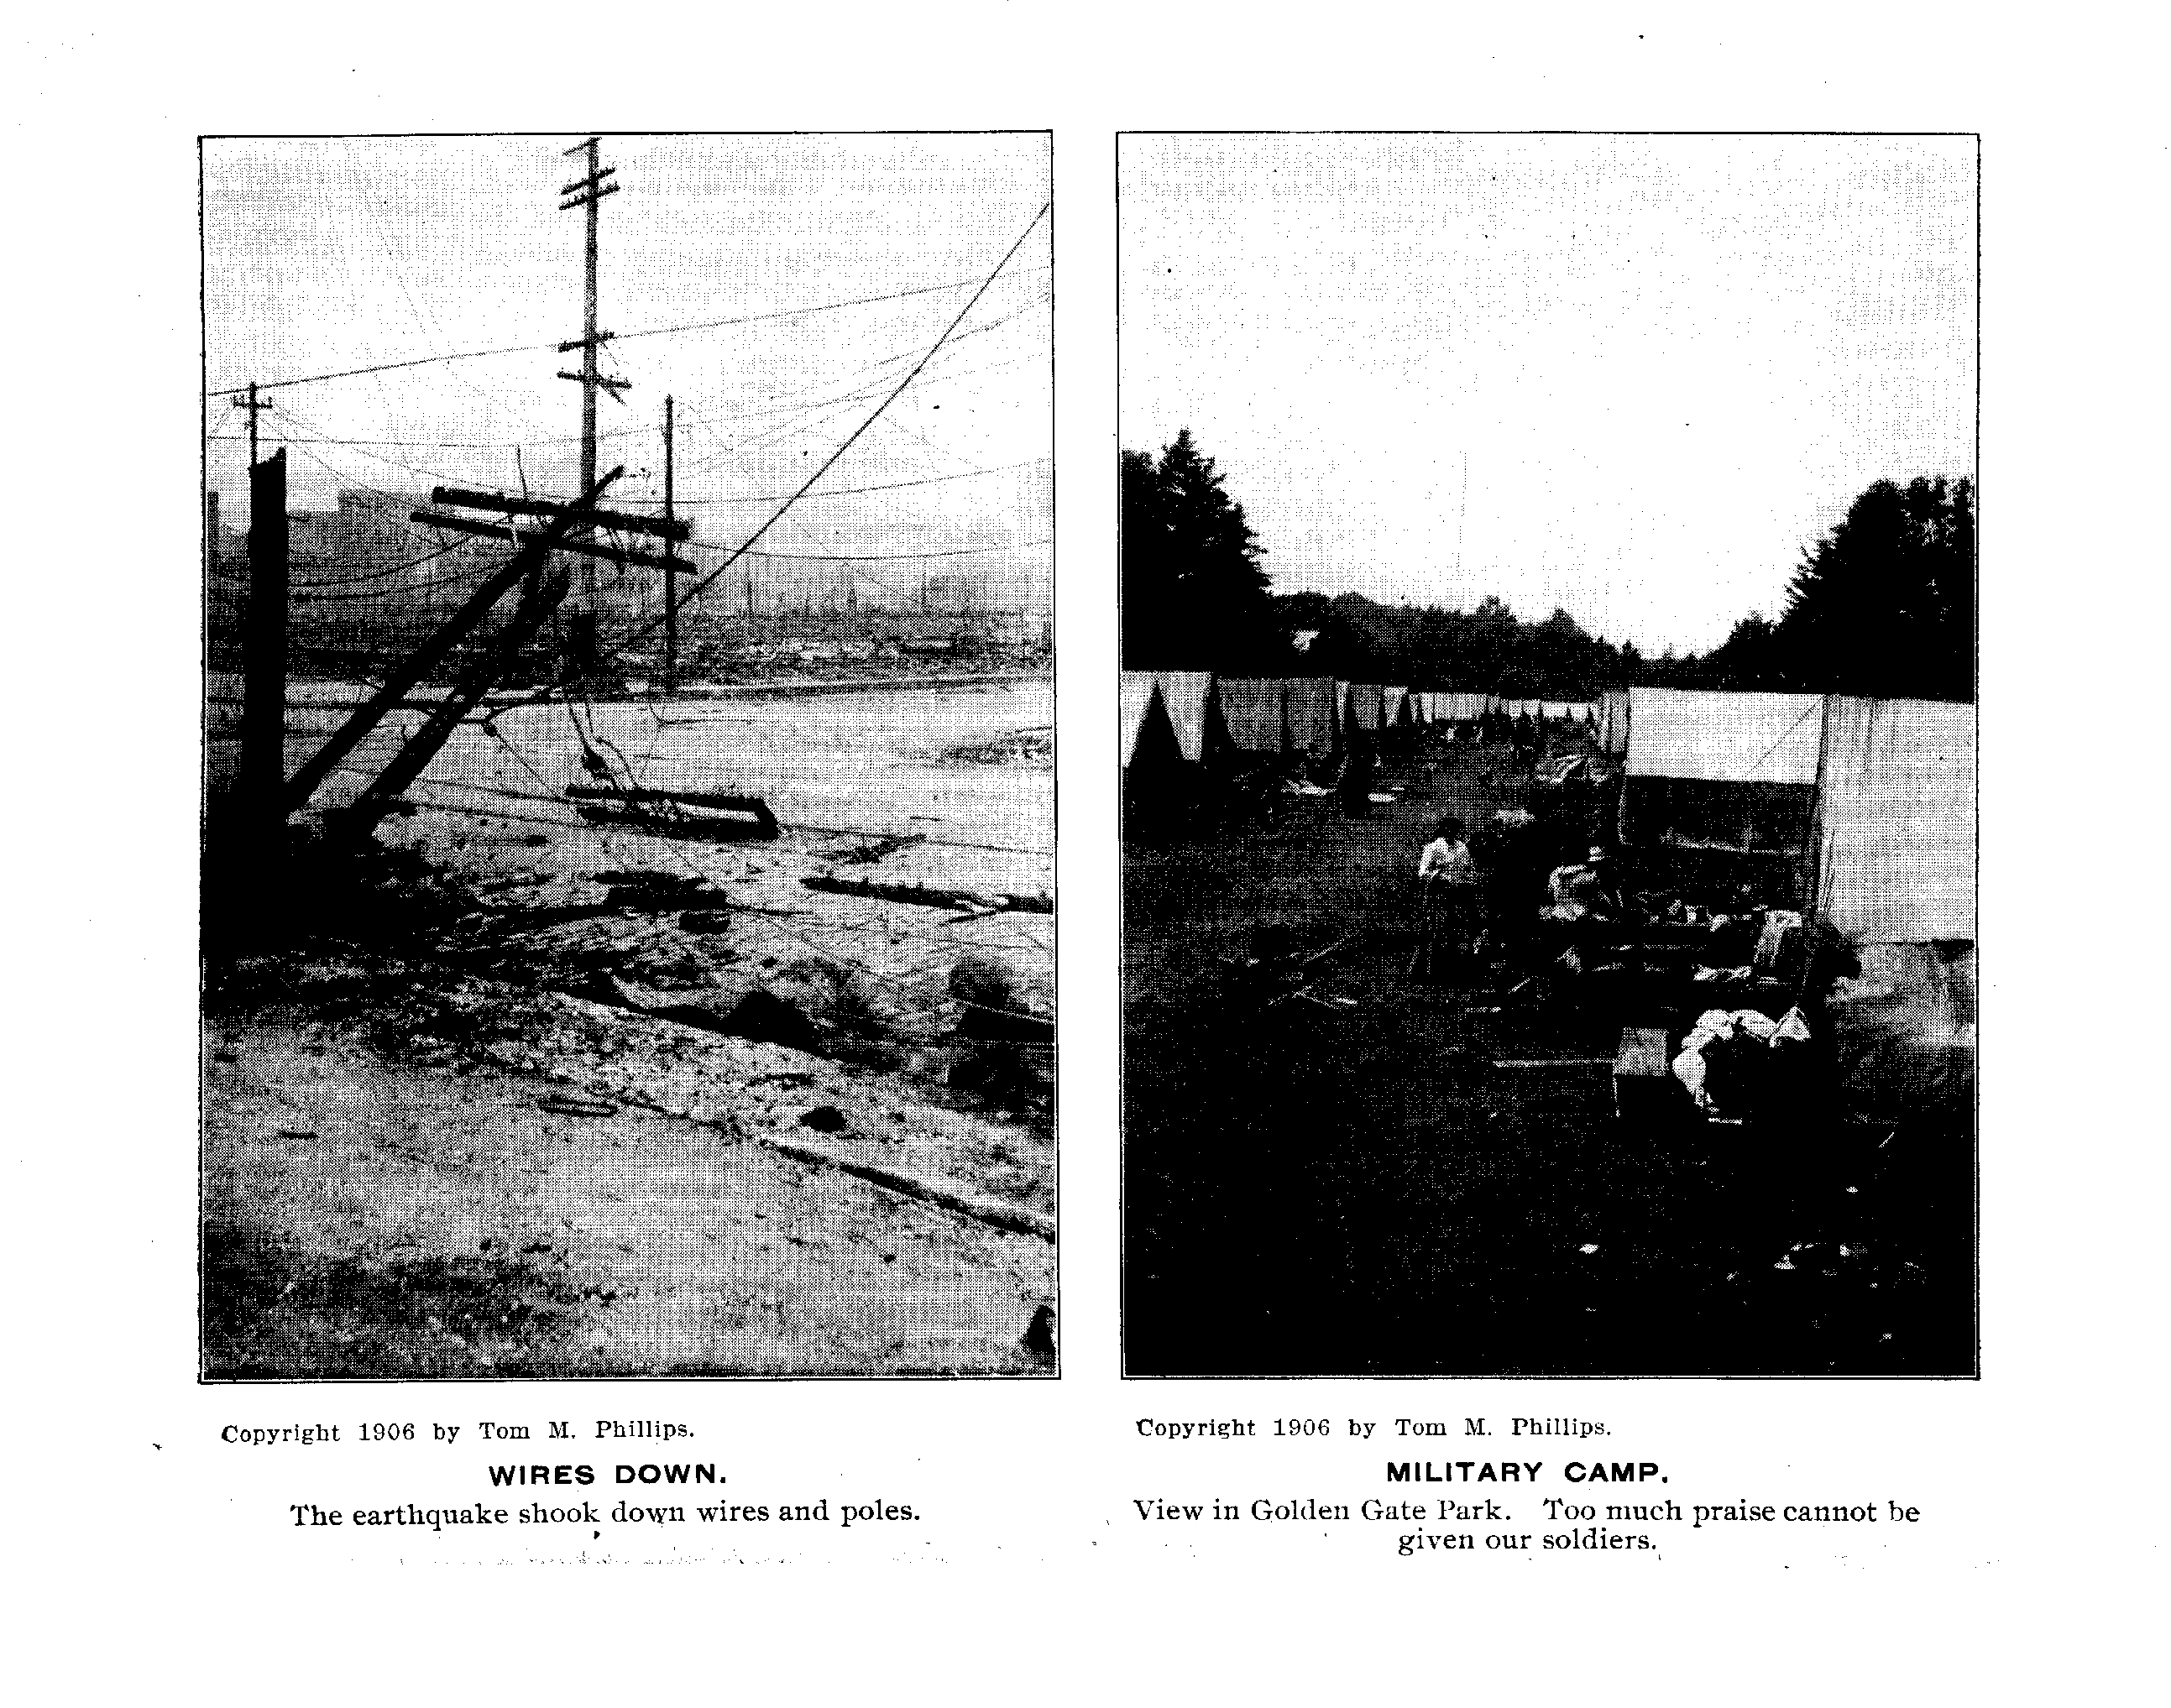 Copyright 1906 by Tom M. Phillips.
WIRES DOWN.
The earthquake shook down wires and poles.
Copyright 1906 by Tom M. Phillips.
MILITARY CAMP.
View in Golden Gate Park. Too much praise cannot be
given our soldiers.